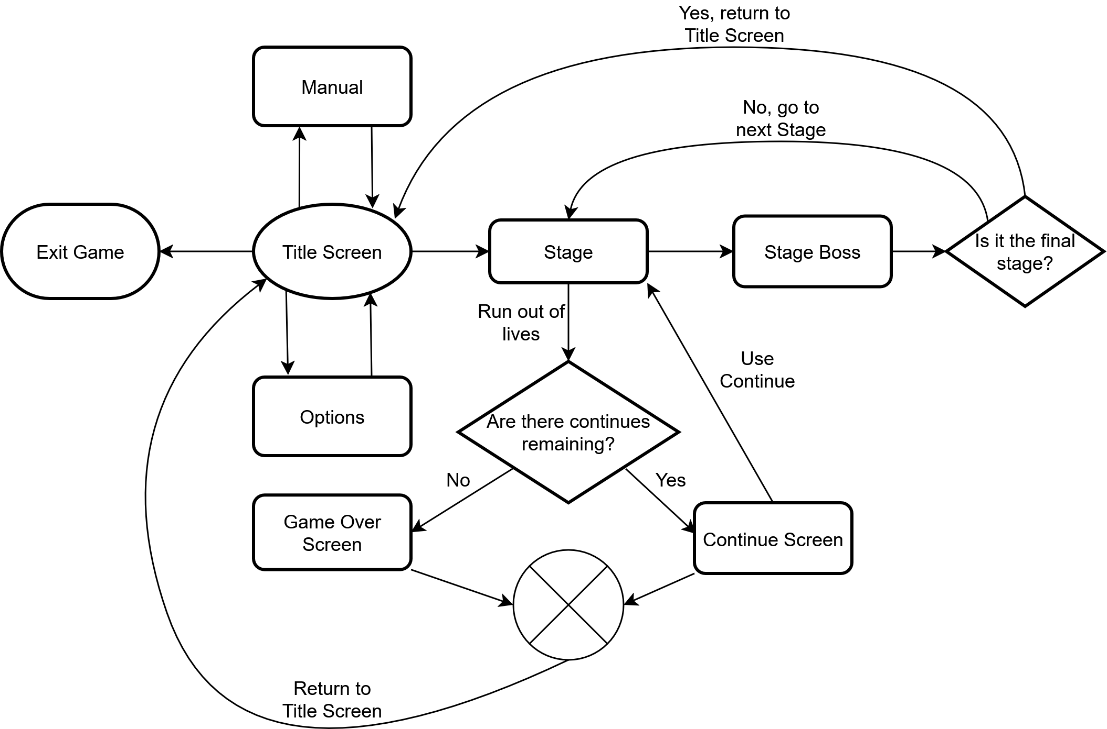 Yes, return to
Title Screen
Manual
No, go to
next Stage
Exit Game
Title Screen
Stage
Stage Boss
Is it the final
stage?
Run out of
lives
Use
Continue
Options
Are there continues
remaining?
No
Yes
Game Over
Screen
Continue Screen
Return to
Title Screen